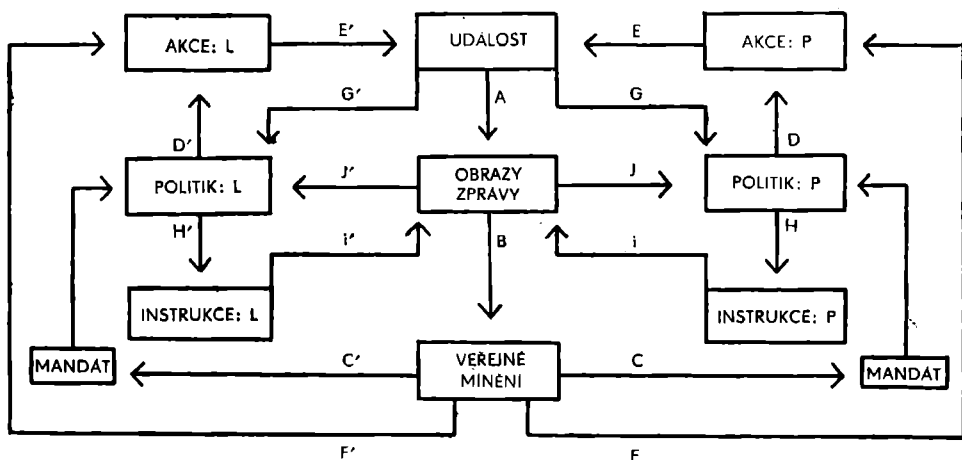 AKCE: L
E'
UDÁLOST
E
AKCE: P
G'
A
G
D'
D
POLITIK: L
J'
OBRAZY
ZPRÁVY
J
POLITIK: P
H'
B
H
i'
i
INSTRUKCE: L
INSTRUKCE: P
MANDÁT
C'
VEŘEJNÉ
MÍNĚNÍ
C
MANDÁT
F'
F